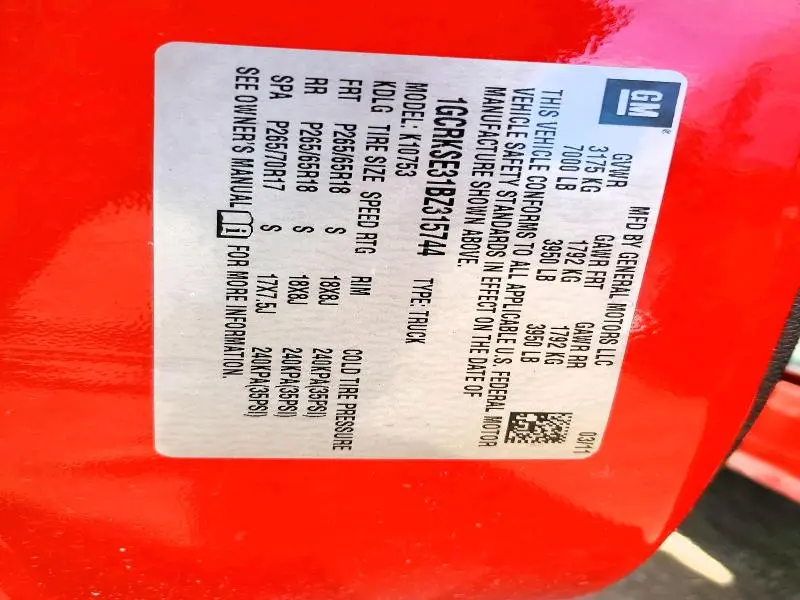 GM®
MFD BY GENERAL MOTORS LLC 03/11
GVWR GAWR FRT GAWR RR
3175 KG 1792 KG 1792 KG
7000 LB 3950 LB 3950 LB
THIS VEHICLE CONFORMS TO ALL APPLICABLE U.S. FEDERAL MOTOR
VEHICLE SAFETY STANDARDS IN EFFECT ON THE DATE OF
MANUFACTURE SHOWN ABOVE.
1GCRKSE31BZ315744 TYPE: TRUCK
MODEL: K10753
KDLG TIRE SIZE SPEED RTG RIM COLD TIRE PRESSURE
FRT P265/65R18 S 18X8J 240KPA(35PSI)
RR P265/65R18 S 18X8J 240KPA(35PSI)
SPA P265/70R17 S 17X7.5J 240KPA(35PSI)
SEE OWNER'S MANUAL i FOR MORE INFORMATION.